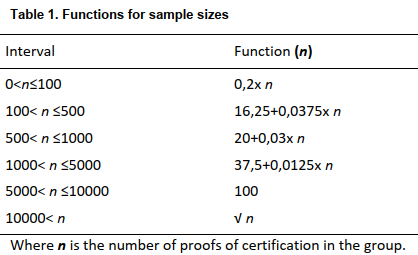 Table 1. Functions for sample sizes
Interval Function (n)
0<n≤100 0,2x n
100< n ≤500 16,25+0,0375x n
500< n ≤1000 20+0,03x n
1000< n ≤5000 37,5+0,0125x n
5000< n ≤10000 100
10000< n √ n
Where n is the number of proofs of certification in the group.